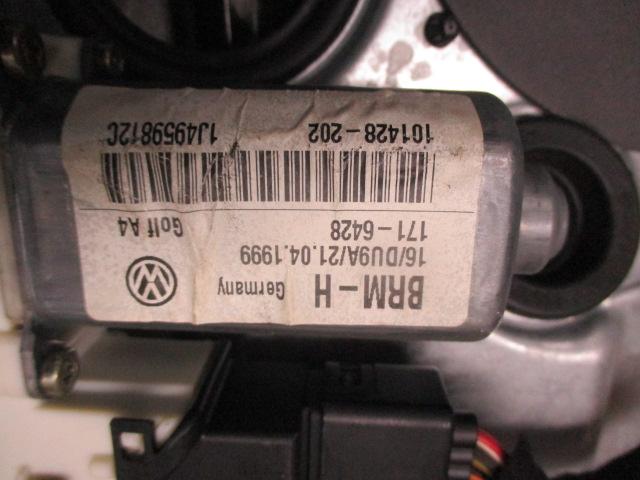 BRM-H Germany
16/DU9A/21.04.1999
171-6428 Golf A4
101428-202 1J4959812C